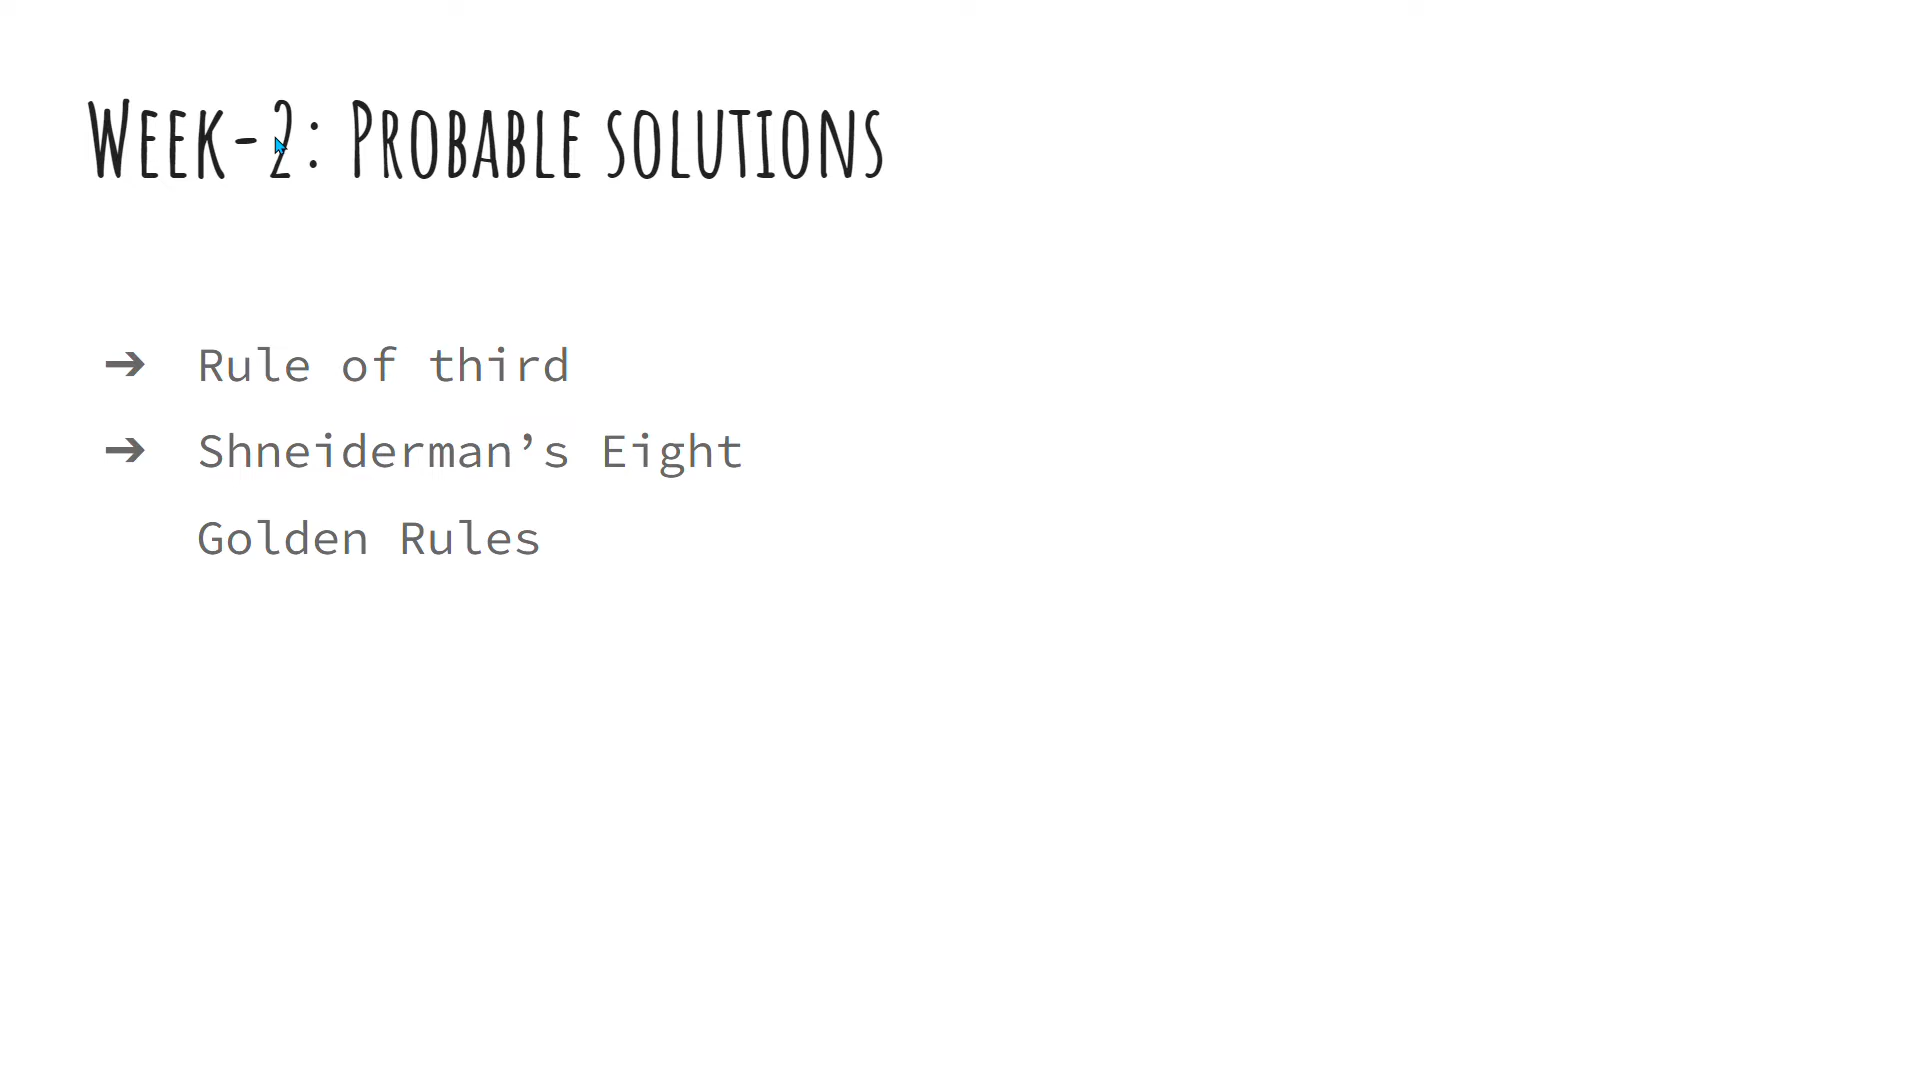 Week-2: Probable solutions
➔ Rule of third
➔ Shneiderman’s Eight
Golden Rules